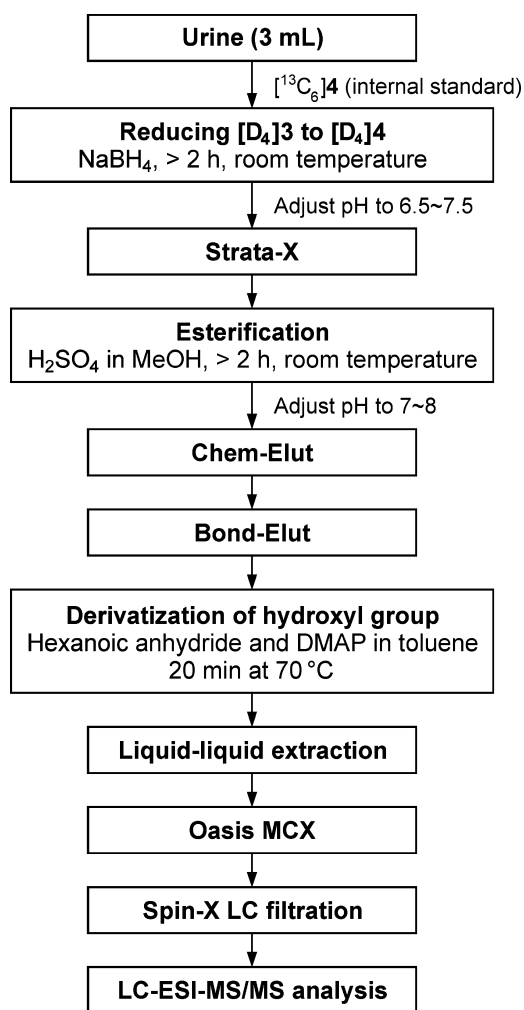 Urine (3 mL)
[¹³C₆]4 (internal standard)
Reducing [D₄]3 to [D₄]4
NaBH₄, > 2 h, room temperature
Adjust pH to 6.5~7.5
Strata-X
Esterification
H₂SO₄ in MeOH, > 2 h, room temperature
Adjust pH to 7~8
Chem-Elut
Bond-Elut
Derivatization of hydroxyl group
Hexanoic anhydride and DMAP in toluene
20 min at 70 °C
Liquid-liquid extraction
Oasis MCX
Spin-X LC filtration
LC-ESI-MS/MS analysis